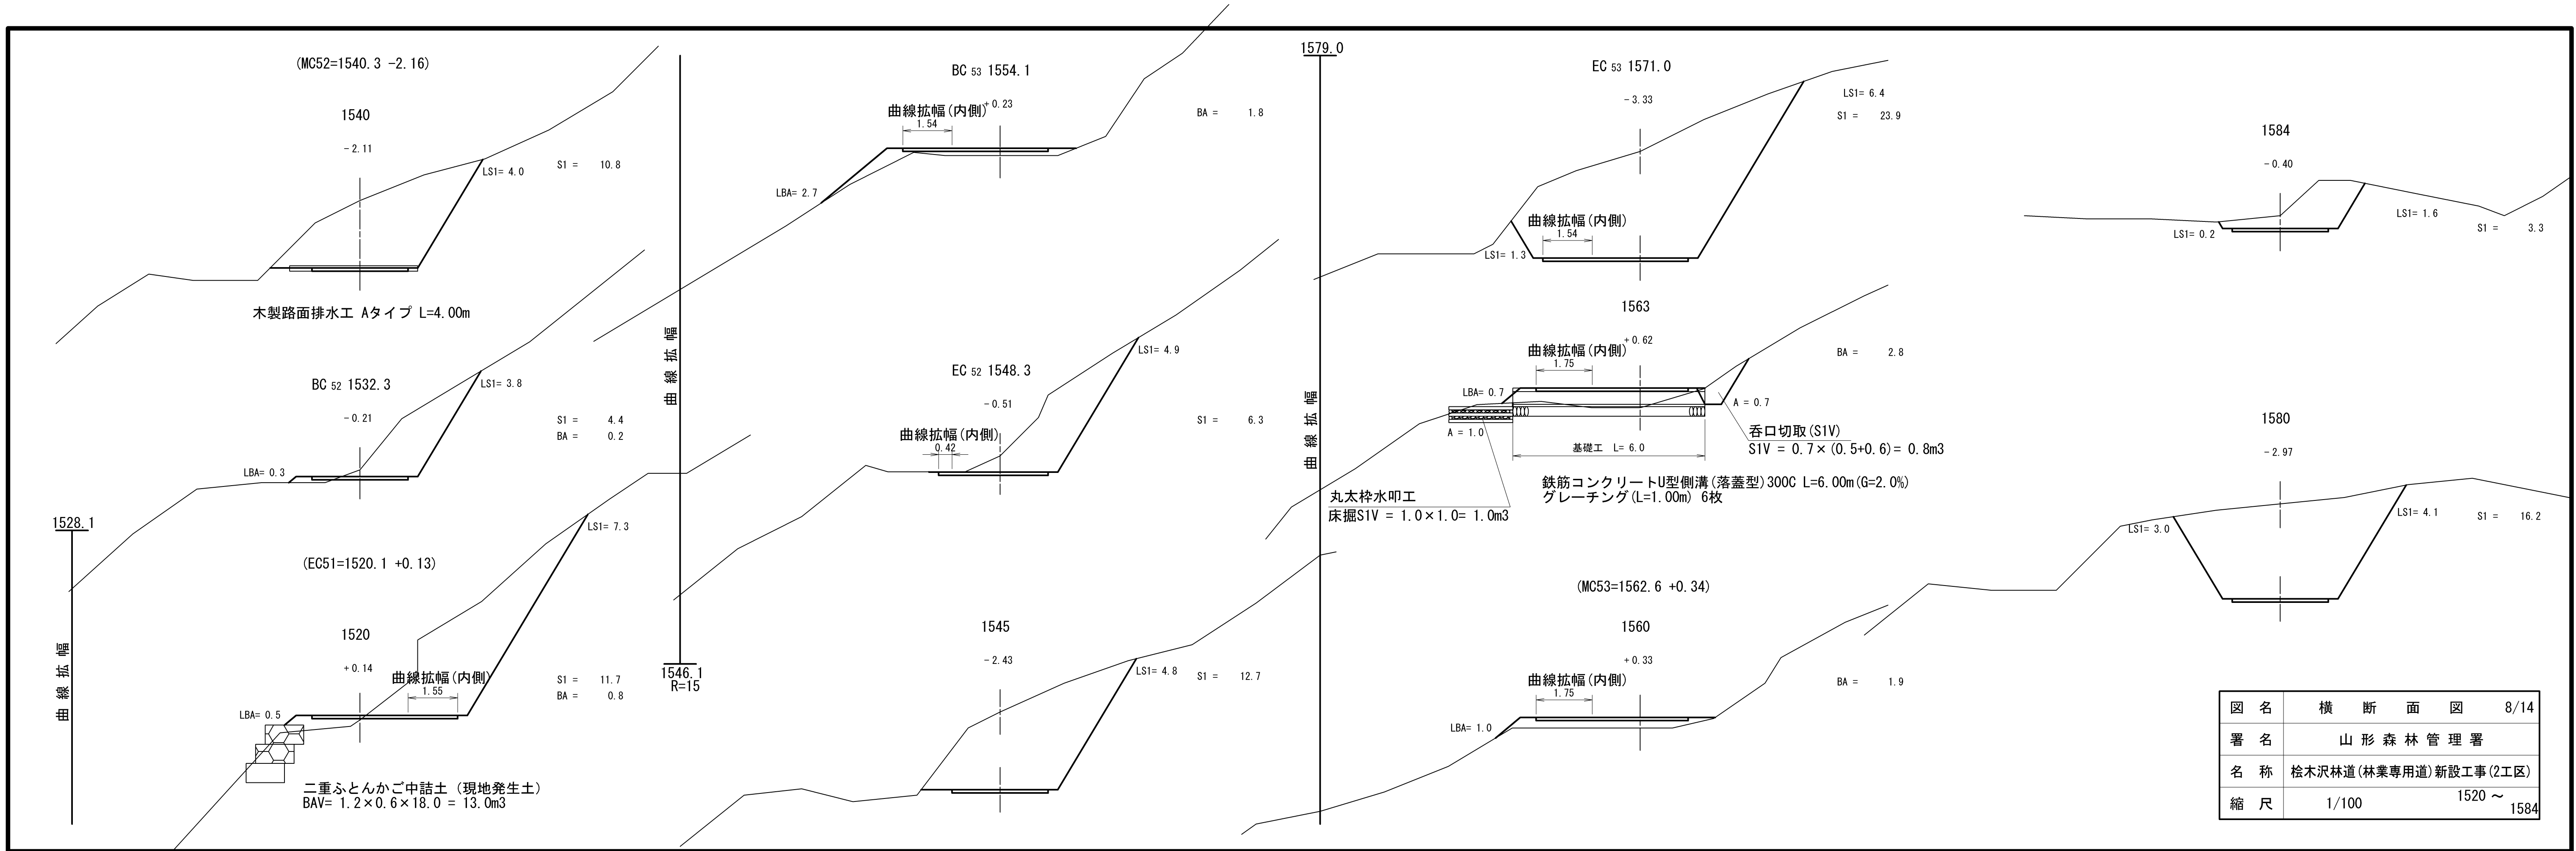 (MC52=1540.3 -2.16)
1540
-2.11
LS1= 4.0
S1 = 10.8
木製路面排水工 Aタイプ L=4.00m
BC 52 1532.3
-0.21
LS1= 3.8
S1 = 4.4
BA = 0.2
LBA= 0.3
1528.1
曲線拡幅
(EC51=1520.1 +0.13)
1520
+0.14
曲線拡幅(内側)
1.55
LS1= 7.3
S1 = 11.7
BA = 0.8
LBA= 0.5
二重ふとんかご中詰土（現地発生土）
BAV= 1.2×0.6×18.0 = 13.0m3
曲線拡幅
1546.1
R=15
BC 53 1554.1
+0.23
曲線拡幅(内側)
1.54
BA = 1.8
LBA= 2.7
EC 52 1548.3
-0.51
曲線拡幅(内側)
0.42
LS1= 4.9
S1 = 6.3
1545
-2.43
LS1= 4.8
S1 = 12.7
1579.0
曲線拡幅
EC 53 1571.0
-3.33
LS1= 6.4
S1 = 23.9
曲線拡幅(内側)
1.54
LS1= 1.3
1563
+0.62
曲線拡幅(内側)
1.75
BA = 2.8
LBA= 0.7
A = 0.7
A = 1.0
基礎工 L= 6.0
呑口切取(S1V)
S1V = 0.7×(0.5+0.6)= 0.8m3
鉄筋コンクリートU型側溝(落蓋型)300C L=6.00m(G=2.0%)
グレーチング(L=1.00m) 6枚
丸太枠水叩工
床掘S1V = 1.0×1.0= 1.0m3
(MC53=1562.6 +0.34)
1560
+0.33
曲線拡幅(内側)
1.75
BA = 1.9
LBA= 1.0
1584
-0.40
LS1= 1.6
S1 = 3.3
LS1= 0.2
1580
-2.97
LS1= 4.1
S1 = 16.2
LS1= 3.0
図名 横断面図 8/14
署名 山形森林管理署
名称 桧木沢林道(林業専用道)新設工事(2工区)
縮尺 1/100 1520 ～ 1584